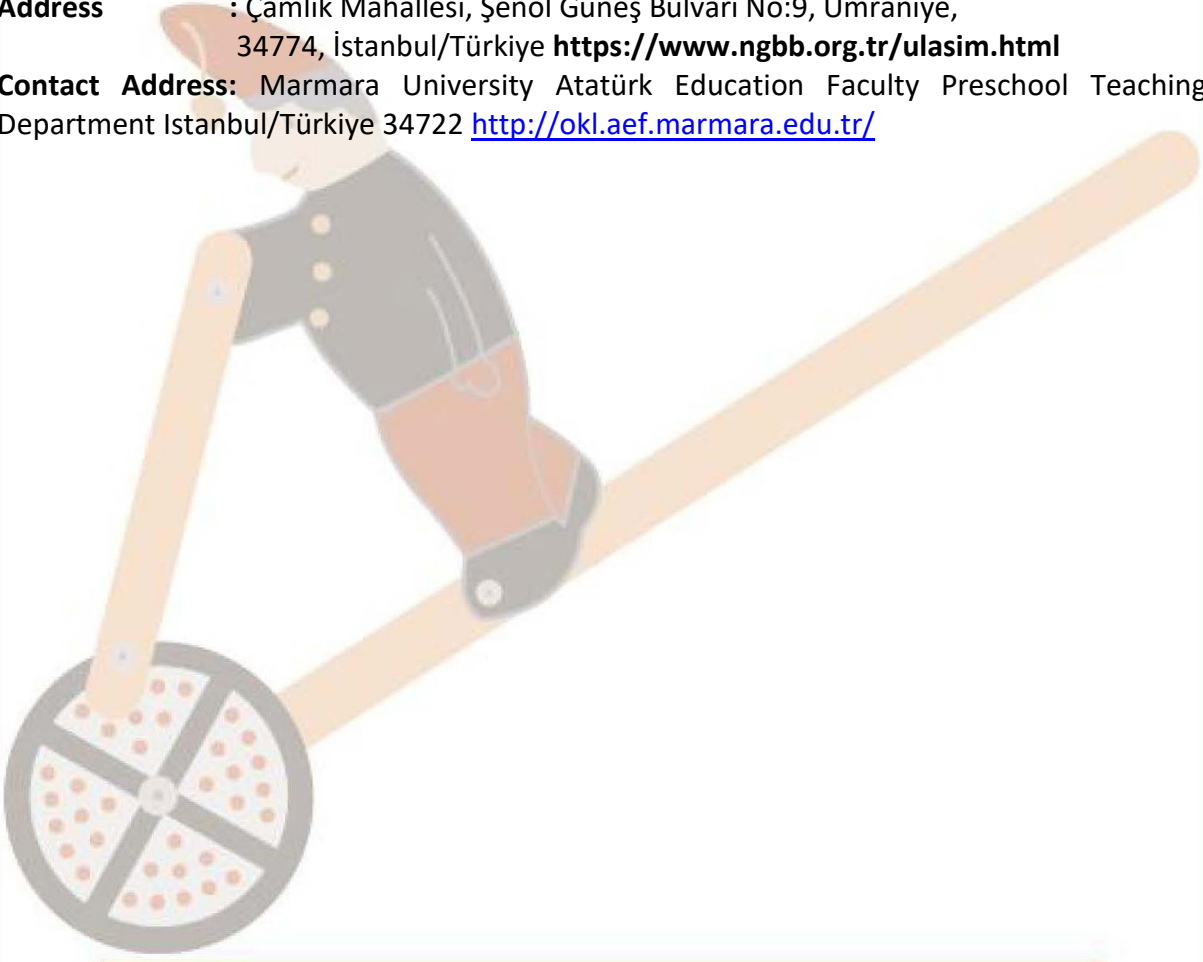 Address : Çamlık Mahallesi, Şenol Güneş Bulvarı No:9, Ümraniye,
34774, İstanbul/Türkiye https://www.ngbb.org.tr/ulasim.html
Contact Address: Marmara University Atatürk Education Faculty Preschool Teaching
Department Istanbul/Türkiye 34722 http://okl.aef.marmara.edu.tr/